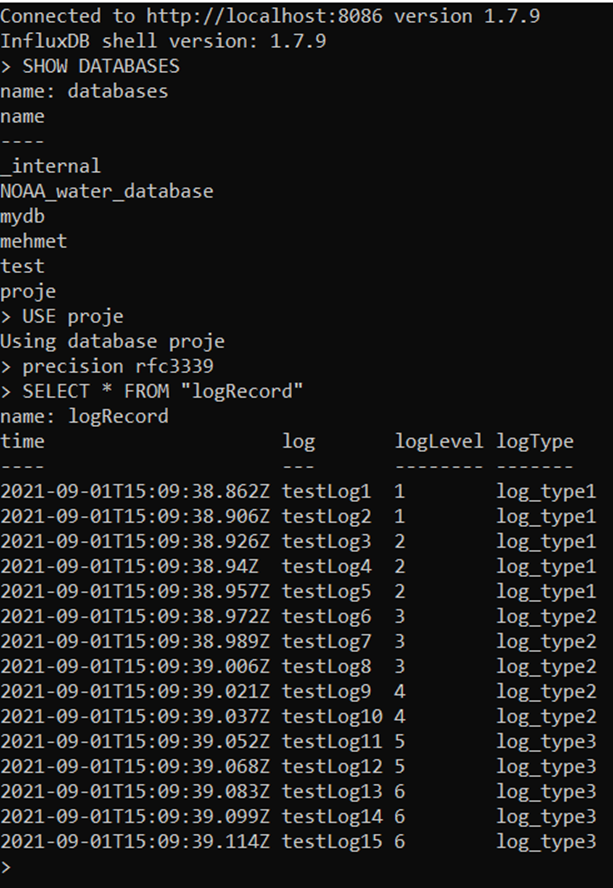 Connected to http://localhost:8086 version 1.7.9
InfluxDB shell version: 1.7.9
> SHOW DATABASES
name: databases
name
----
_internal
NOAA_water_database
mydb
mehmet
test
proje
> USE proje
Using database proje
> precision rfc3339
> SELECT * FROM "logRecord"
name: logRecord
time                     log       logLevel logType
----                     ---       -------- -------
2021-09-01T15:09:38.862Z testLog1  1        log_type1
2021-09-01T15:09:38.906Z testLog2  1        log_type1
2021-09-01T15:09:38.926Z testLog3  2        log_type1
2021-09-01T15:09:38.94Z  testLog4  2        log_type1
2021-09-01T15:09:38.957Z testLog5  2        log_type1
2021-09-01T15:09:38.972Z testLog6  3        log_type2
2021-09-01T15:09:38.989Z testLog7  3        log_type2
2021-09-01T15:09:39.006Z testLog8  3        log_type2
2021-09-01T15:09:39.021Z testLog9  4        log_type2
2021-09-01T15:09:39.037Z testLog10 4        log_type2
2021-09-01T15:09:39.052Z testLog11 5        log_type3
2021-09-01T15:09:39.068Z testLog12 5        log_type3
2021-09-01T15:09:39.083Z testLog13 6        log_type3
2021-09-01T15:09:39.099Z testLog14 6        log_type3
2021-09-01T15:09:39.114Z testLog15 6        log_type3
>